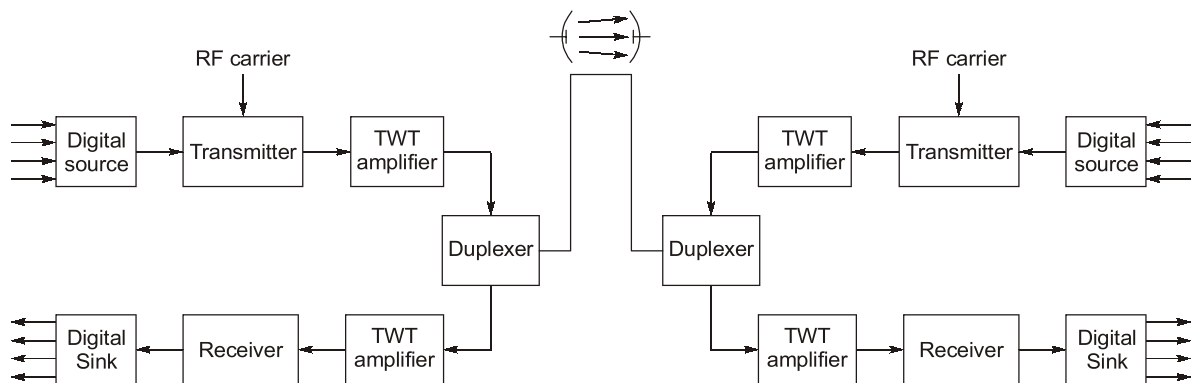 RF carrier
RF carrier
Digital
source
Transmitter
TWT
amplifier
TWT
amplifier
Transmitter
Digital
source
Duplexer
Duplexer
Digital
Sink
Receiver
TWT
amplifier
TWT
amplifier
Receiver
Digital
Sink